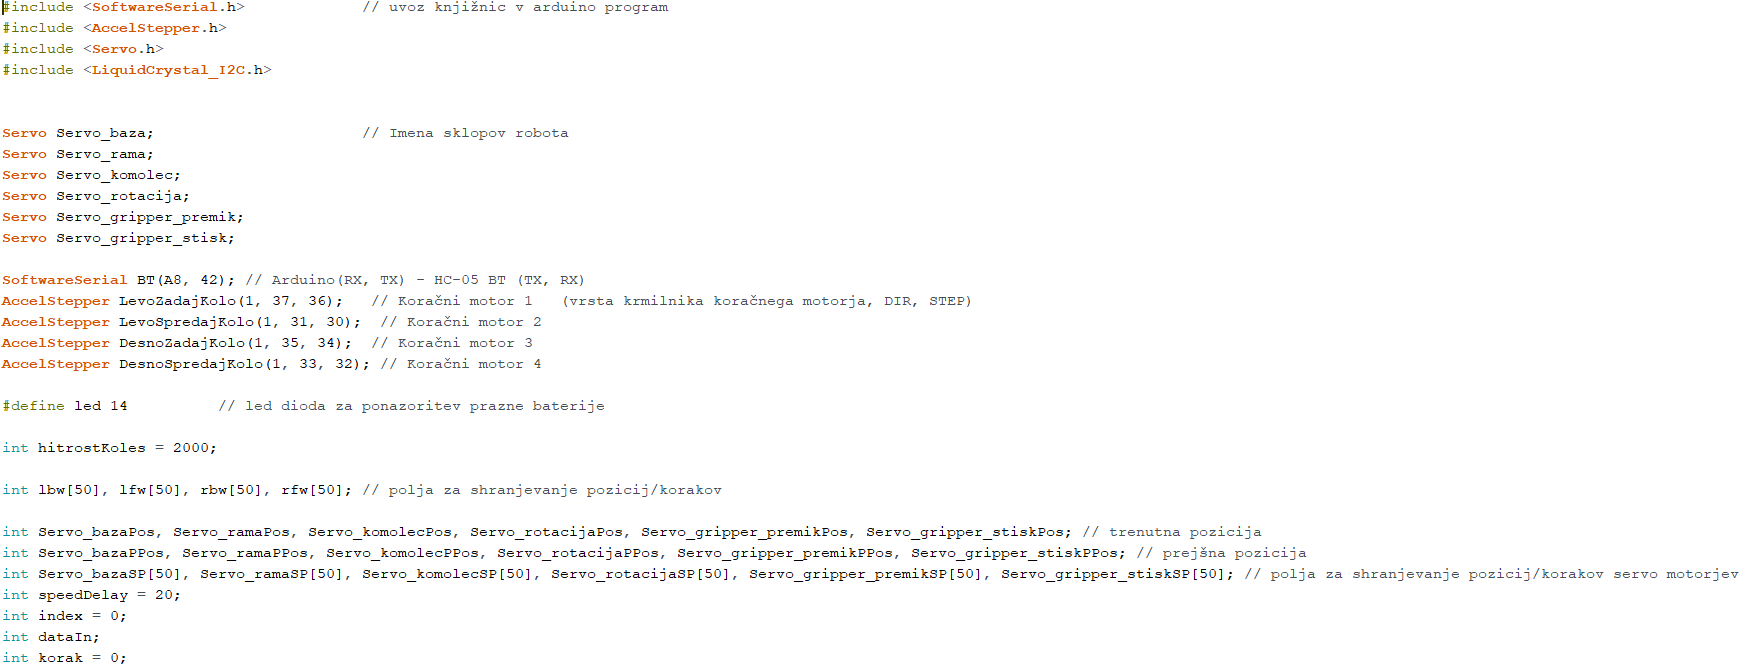 #include <SoftwareSerial.h>             // uvoz knjižnic v arduino program
#include <AccelStepper.h>
#include <Servo.h>
#include <LiquidCrystal_I2C.h>
Servo Servo_baza;                       // Imena sklopov robota
Servo Servo_rama;
Servo Servo_komolec;
Servo Servo_rotacija;
Servo Servo_gripper_premik;
Servo Servo_gripper_stisk;
SoftwareSerial BT(A8, 42); // Arduino(RX, TX) - HC-05 BT (TX, RX)
AccelStepper LevoZadajKolo(1, 37, 36);   // Koračni motor 1   (vrsta krmilnika koračnega motorja, DIR, STEP)
AccelStepper LevoSpredajKolo(1, 31, 30);  // Koračni motor 2
AccelStepper DesnoZadajKolo(1, 35, 34);  // Koračni motor 3
AccelStepper DesnoSpredajKolo(1, 33, 32); // Koračni motor 4
#define led 14          // led dioda za ponazoritev prazne baterije
int hitrostKoles = 2000;
int lbw[50], lfw[50], rbw[50], rfw[50]; // polja za shranjevanje pozicij/korakov
int Servo_bazaPos, Servo_ramaPos, Servo_komolecPos, Servo_rotacijaPos, Servo_gripper_premikPos, Servo_gripper_stiskPos; // trenutna pozicija
int Servo_bazaPPos, Servo_ramaPPos, Servo_komolecPPos, Servo_rotacijaPPos, Servo_gripper_premikPPos, Servo_gripper_stiskPPos; // prejšna pozicija
int Servo_bazaSP[50], Servo_ramaSP[50], Servo_komolecSP[50], Servo_rotacijaSP[50], Servo_gripper_premikSP[50], Servo_gripper_stiskSP[50]; // polja za shranjevanje pozicij/korakov servo motorjev
int speedDelay = 20;
int index = 0;
int dataIn;
int korak = 0;